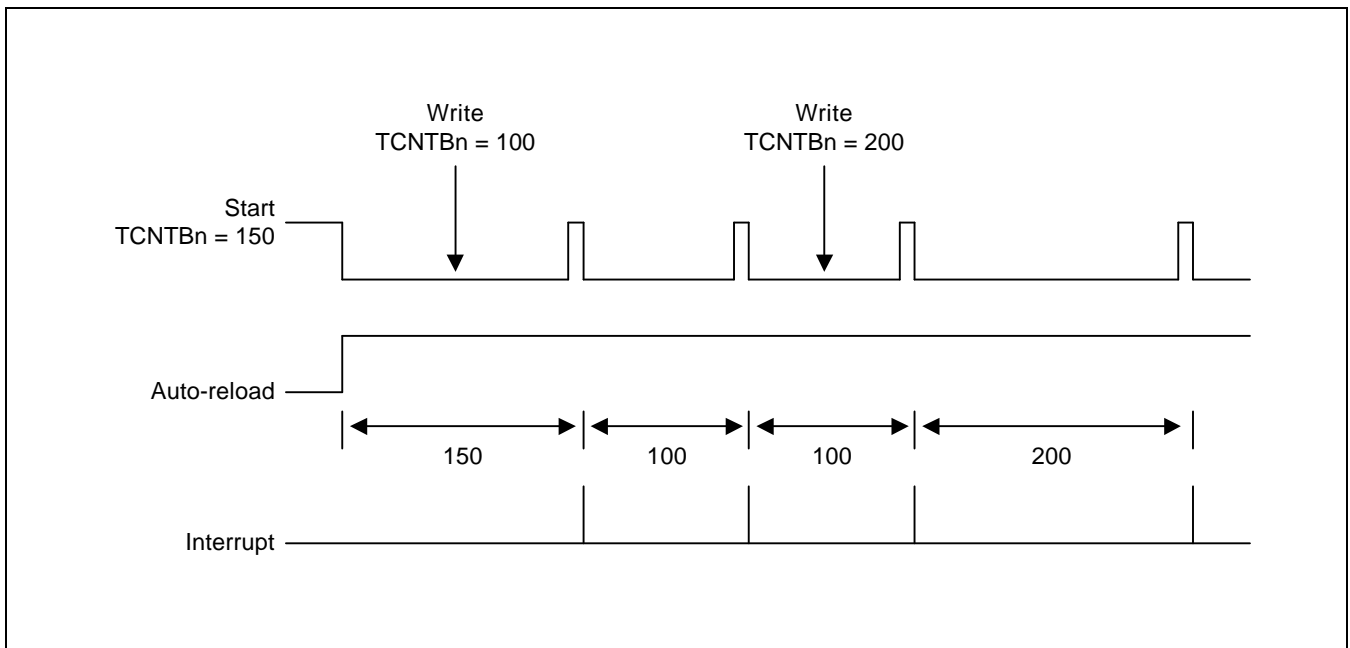 Write
TCNTBn = 100
Write
TCNTBn = 200
Start
TCNTBn = 150
Auto-reload
150
100
100
200
Interrupt